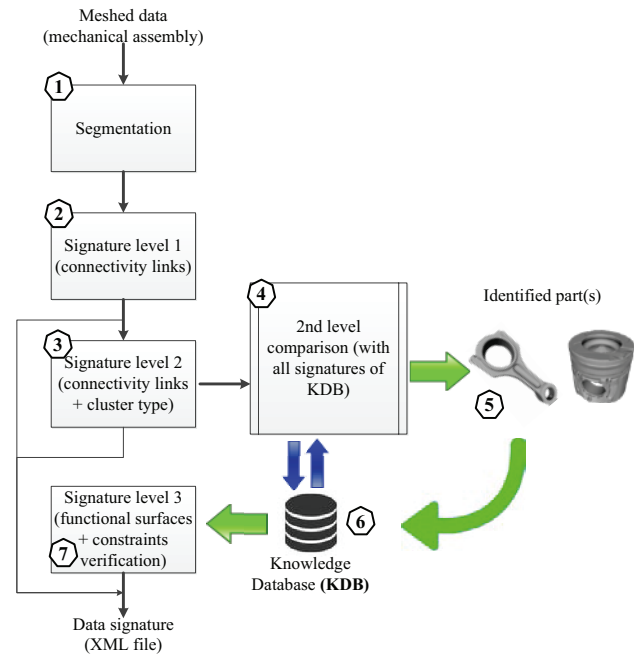 Meshed data
(mechanical assembly)
1
Segmentation
2
Signature level 1
(connectivity links)
3
Signature level 2
(connectivity links
+ cluster type)
4
2nd level
comparison (with
all signatures of
KDB)
Identified part(s)
5
6
Knowledge
Database (KDB)
Signature level 3
(functional surfaces
+ constraints
verification)
7
Data signature
(XML file)